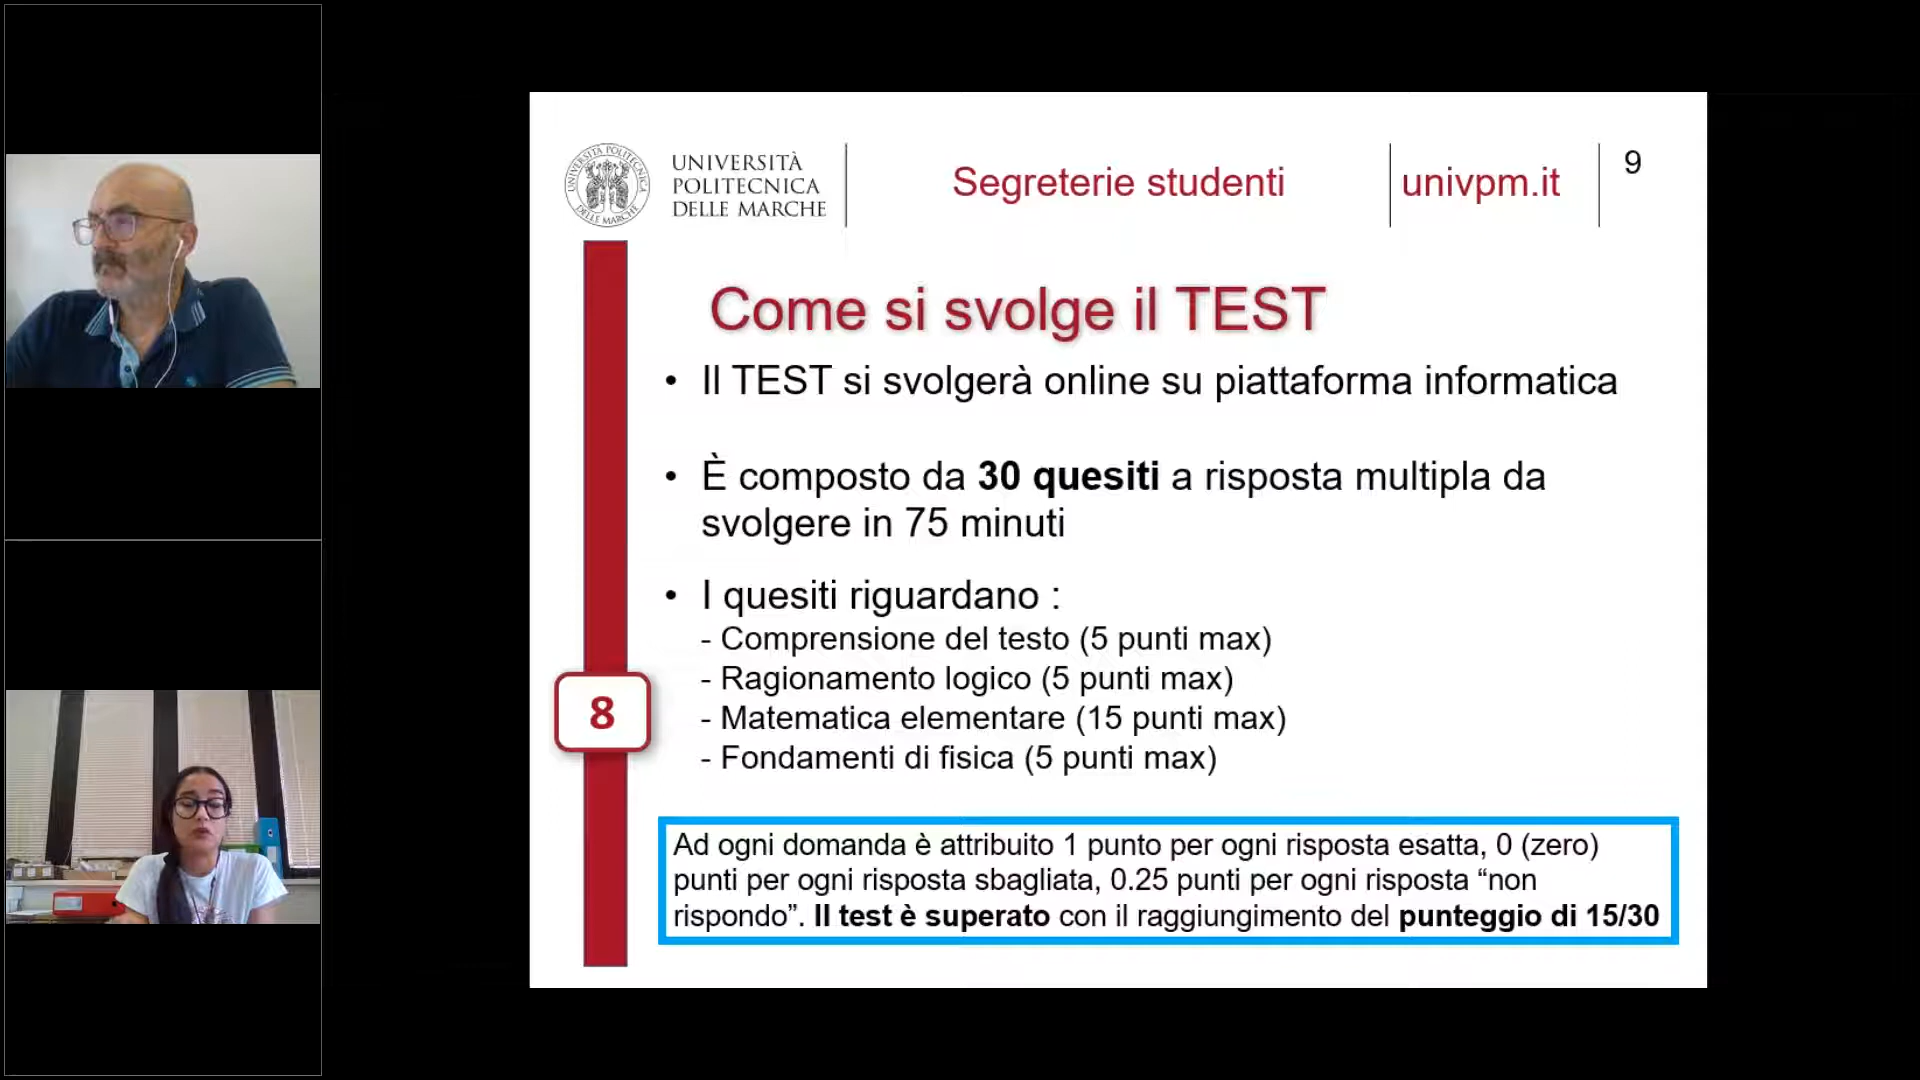 UNIVERSITÀ POLITECNICA
DELLE MARCHE
UNIVERSITÀ
POLITECNICA
DELLE MARCHE
Segreterie studenti
univpm.it
9
Come si svolge il TEST
• Il TEST si svolgerà online su piattaforma informatica
• È composto da 30 quesiti a risposta multipla da
svolgere in 75 minuti
• I quesiti riguardano :
- Comprensione del testo (5 punti max)
- Ragionamento logico (5 punti max)
- Matematica elementare (15 punti max)
- Fondamenti di fisica (5 punti max)
8
Ad ogni domanda è attribuito 1 punto per ogni risposta esatta, 0 (zero)
punti per ogni risposta sbagliata, 0.25 punti per ogni risposta “non
rispondo”. Il test è superato con il raggiungimento del punteggio di 15/30